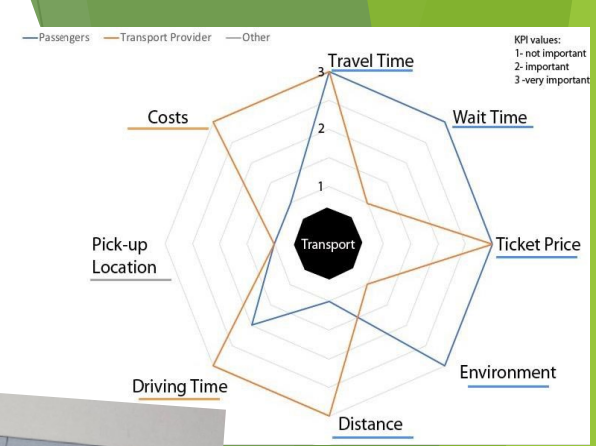 Passengers Transport Provider Other
KPI values:
1- not important
2- important
3 -very important
Travel Time
3
Costs
Wait Time
2
1
Pick-up
Location
Transport
Ticket Price
Driving Time
Environment
Distance